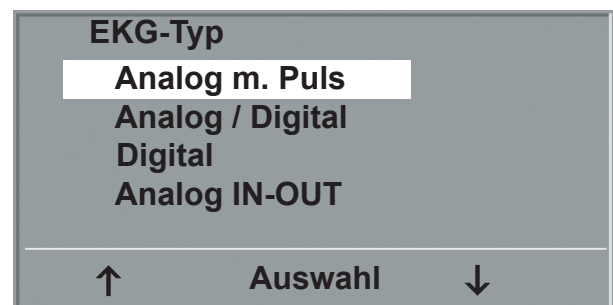 EKG-Typ
Analog m. Puls
Analog / Digital
Digital
Analog IN-OUT
↑ Auswahl ↓